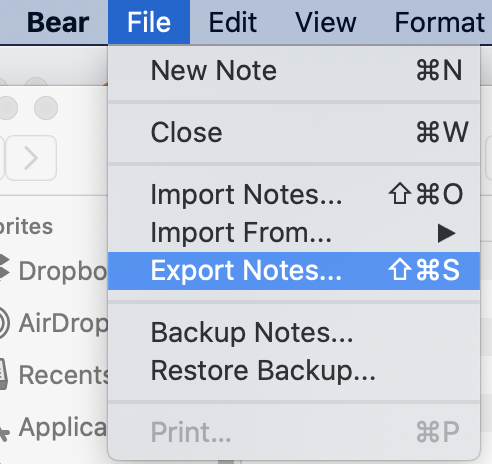 Bear File Edit View Format
New Note ⌘N
Close ⌘W
Import Notes... ⇧⌘O
Import From... ▶
Export Notes... ⇧⌘S
Backup Notes...
Restore Backup...
Print... ⌘P
orites
Dropbo
AirDrop
Recents
Applica